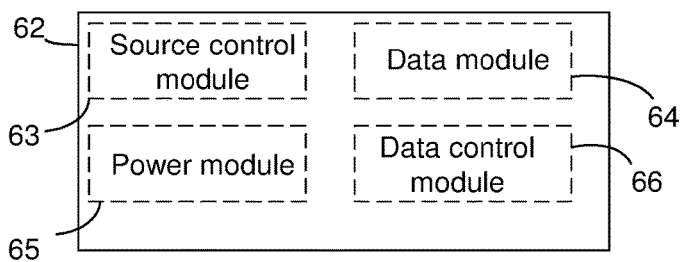 62
Source control
module
Data module
63
64
Power module
Data control
module
66
65